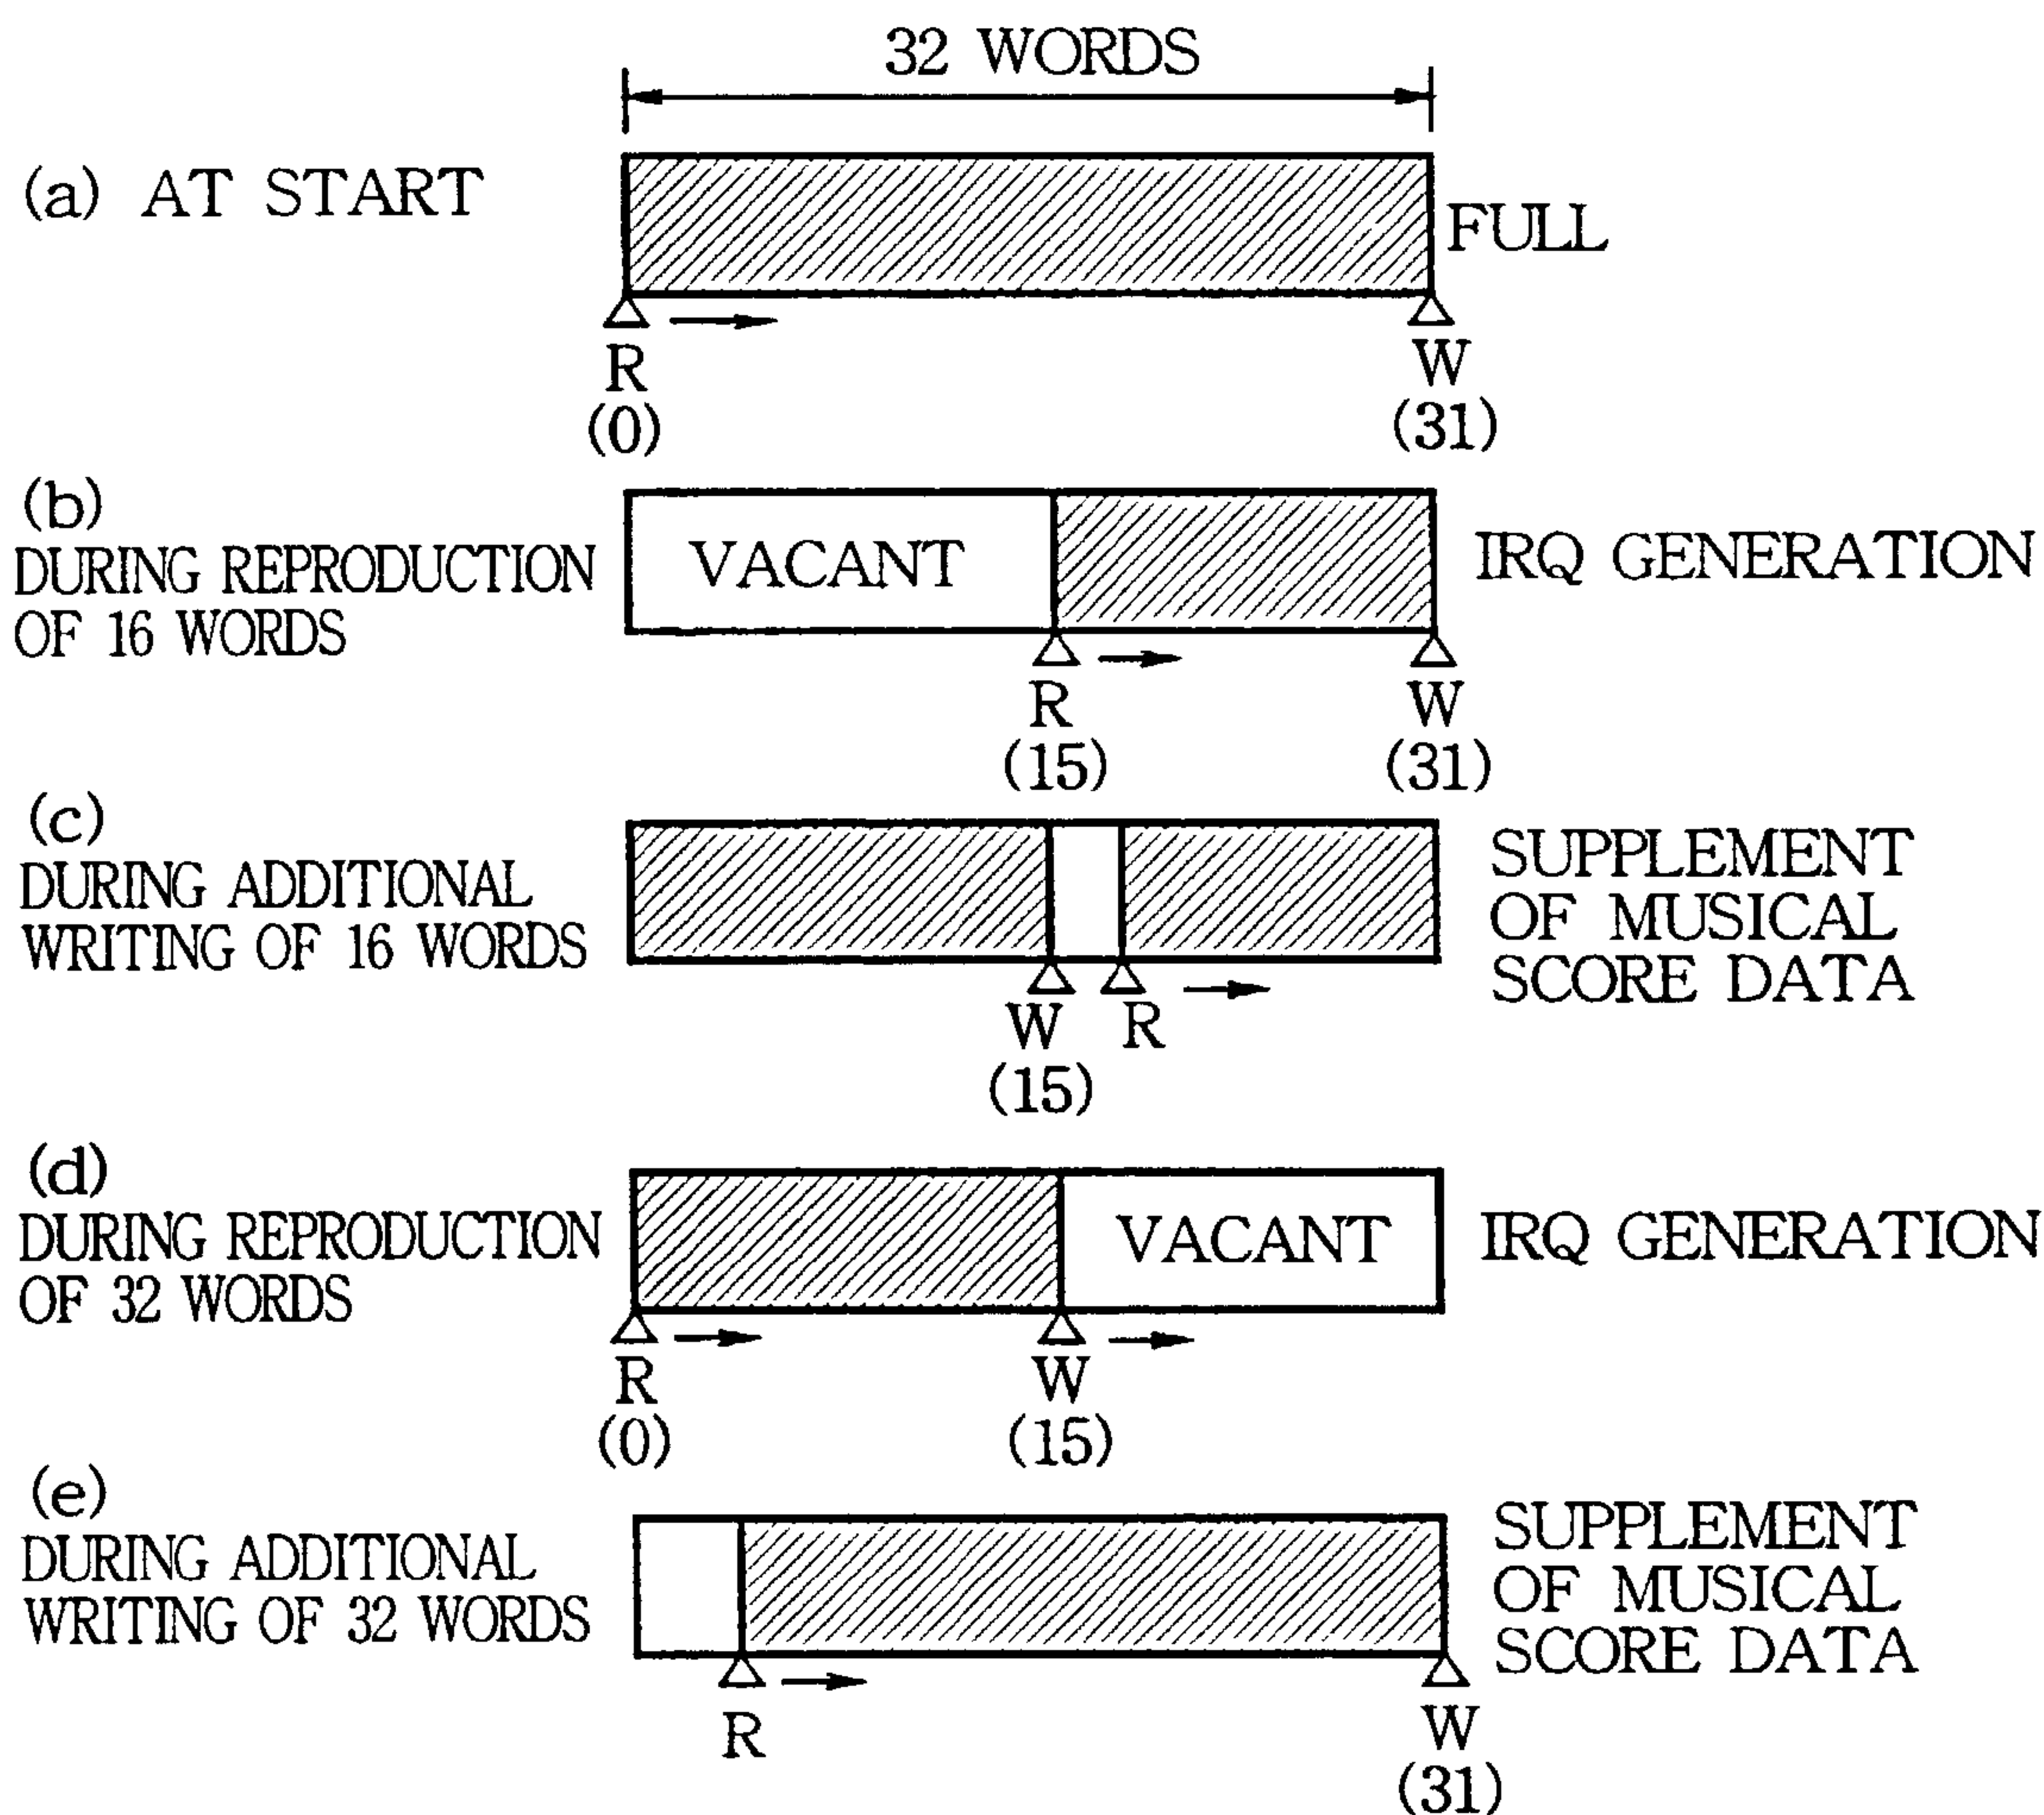 32 WORDS
(a) AT START
FULL
R
(0)
W
(31)
(b)
DURING REPRODUCTION
OF 16 WORDS
VACANT
IRQ GENERATION
R
(15)
W
(31)
(c)
DURING ADDITIONAL
WRITING OF 16 WORDS
SUPPLEMENT
OF MUSICAL
SCORE DATA
W
(15)
R
(d)
DURING REPRODUCTION
OF 32 WORDS
VACANT
IRQ GENERATION
R
(0)
W
(15)
(e)
DURING ADDITIONAL
WRITING OF 32 WORDS
SUPPLEMENT
OF MUSICAL
SCORE DATA
R
W
(31)